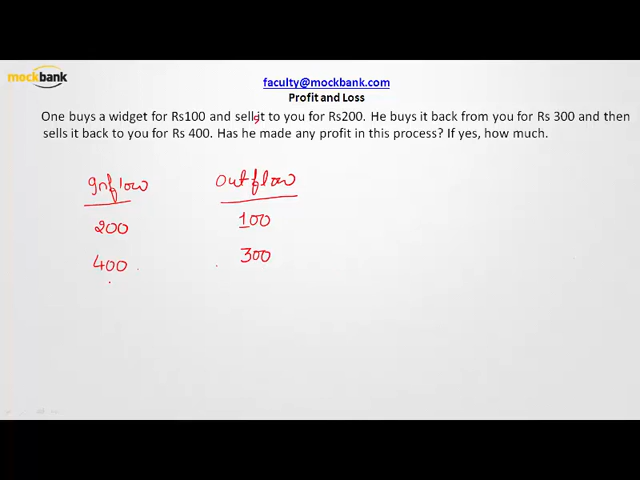 mockbank
faculty@mockbank.com
Profit and Loss
One buys a widget for Rs100 and sell it to you for Rs200. He buys it back from you for Rs 300 and then
sells it back to you for Rs 400. Has he made any profit in this process? If yes, how much.
Inflow Outflow
200 100
400 300